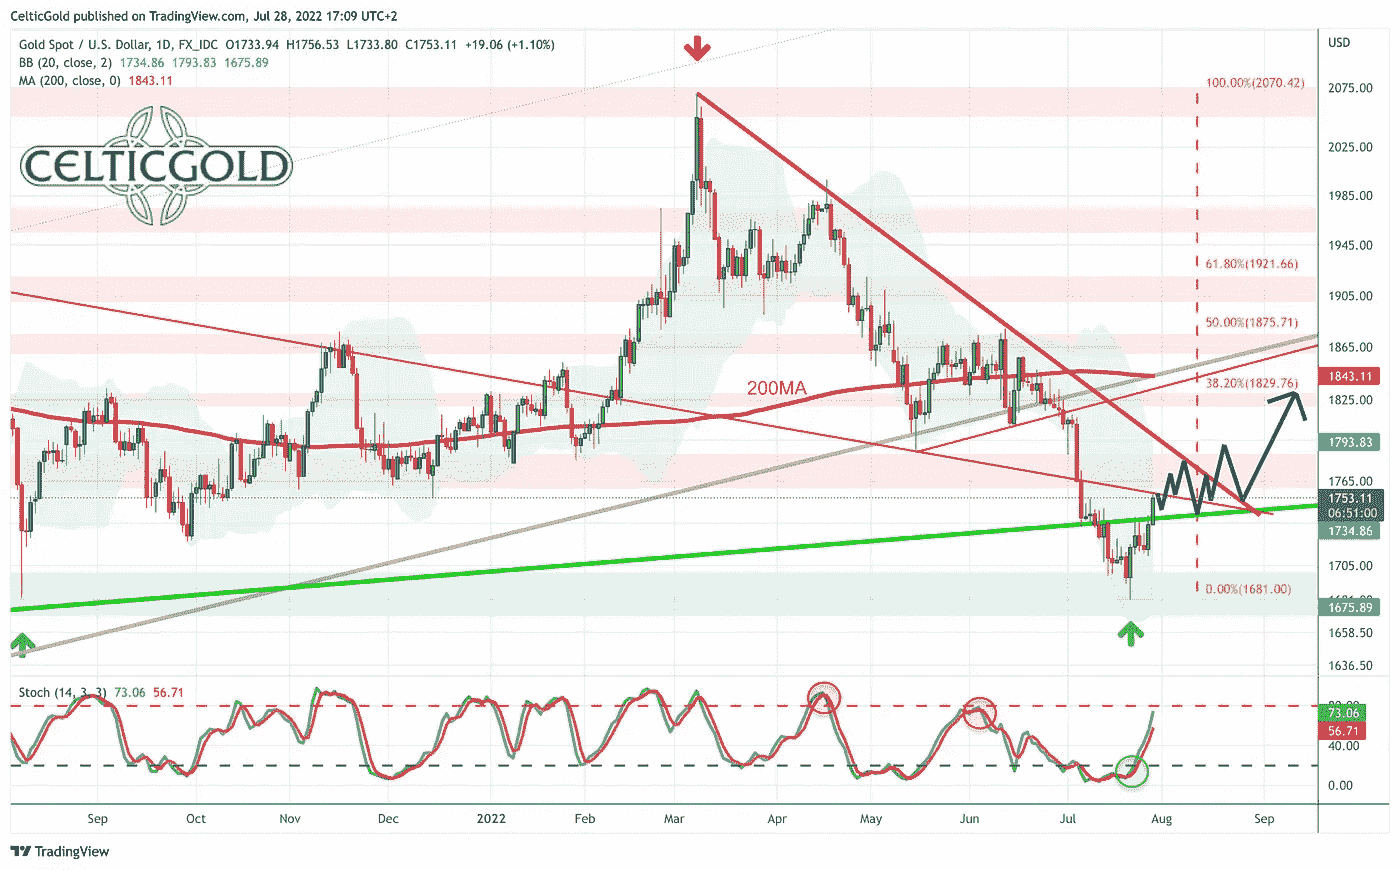 CelticGold published on TradingView.com, Jul 28, 2022 17:09 UTC+2
Gold Spot / U.S. Dollar, 1D, FX_IDC O1733.94 H1756.53 L1733.80 C1753.11 +19.06 (+1.10%)
BB (20, close, 2) 1734.86 1793.83 1675.89
MA (200, close, 0) 1843.11
CELTICGOLD
200MA
100.00%(2070.42)
61.80%(1921.66)
50.00%(1875.71)
38.20%(1829.76)
0.00%(1681.00)
USD
2075.00
2025.00
1985.00
1945.00
1905.00
1865.00
1843.11
1825.00
1793.83
1765.00
1753.11
06:51:00
1734.86
1705.00
1675.89
1658.50
1636.50
Stoch (14, 3, 3) 73.06 56.71
73.06
56.71
40.00
0.00
Sep Oct Nov Dec 2022 Feb Mar Apr May Jun Jul Aug Sep
TradingView